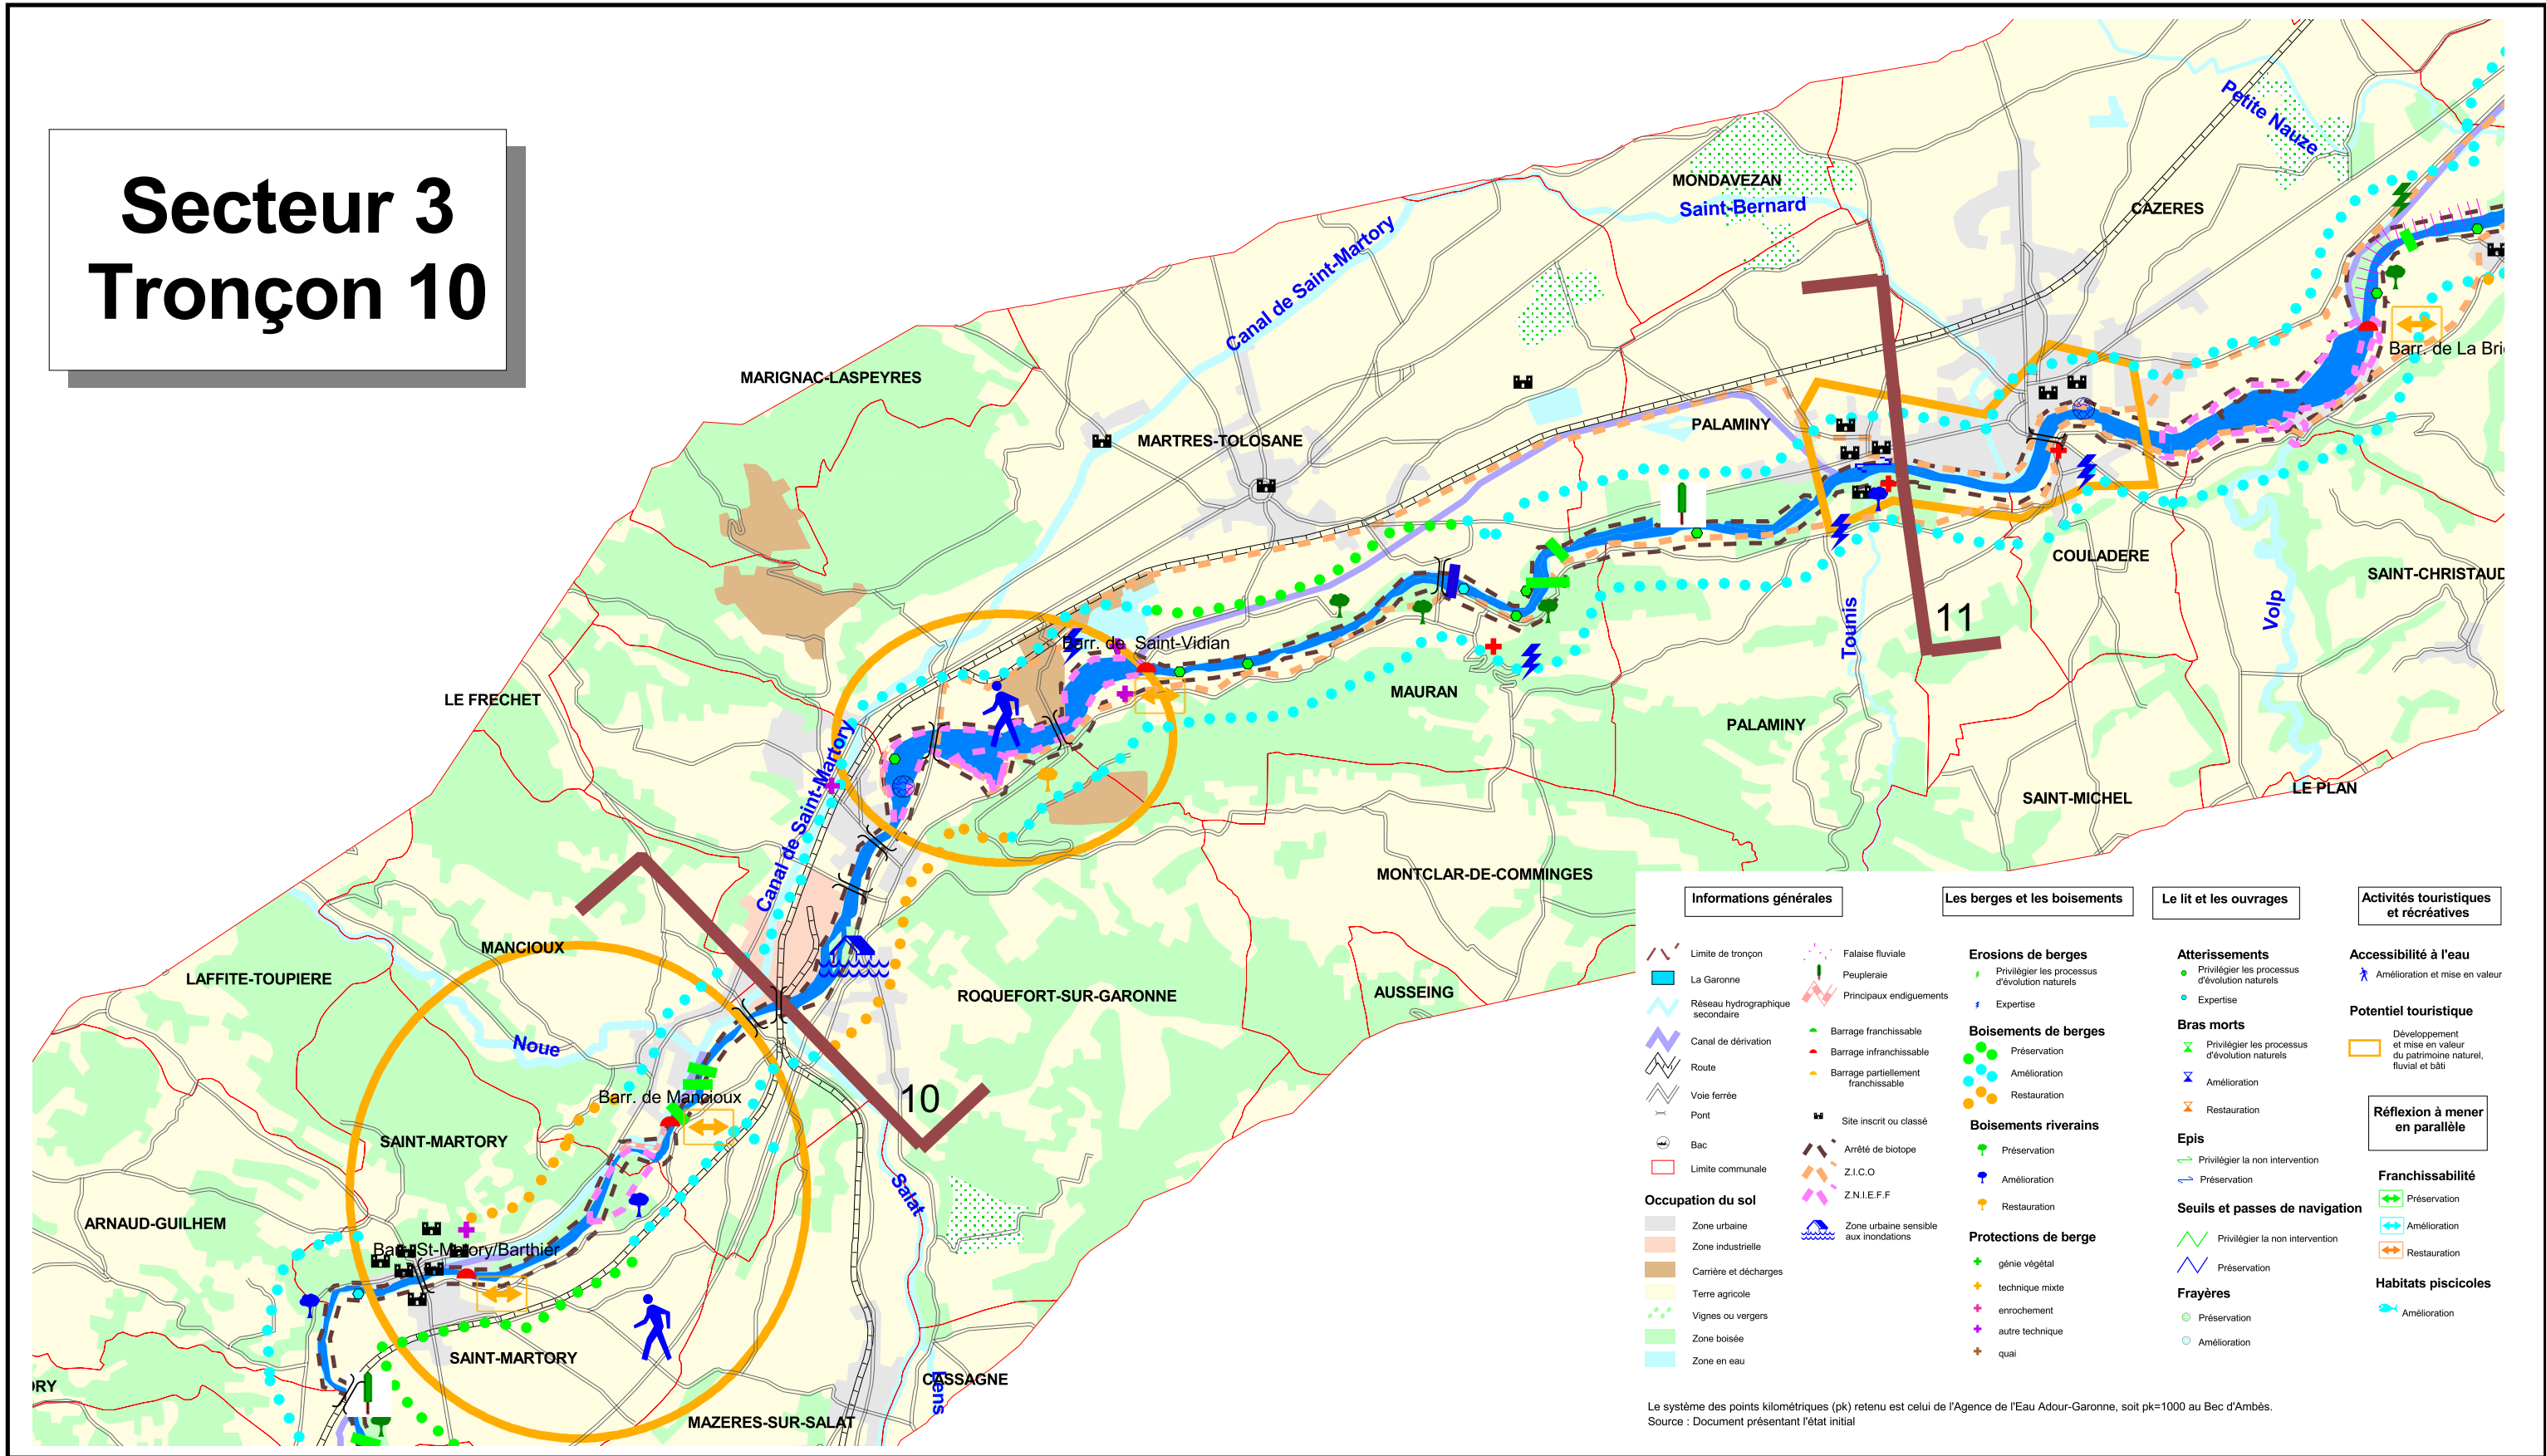 Secteur 3
Tronçon 10
Petite Nauze
MONDAVEZAN
Saint-Bernard
CAZERES
Canal de Saint-Martory
MARIGNAC-LASPEYRES
MARTRES-TOLOSANE
PALAMINY
Barr. de La Bri
COULADERE
SAINT-CHRISTAUD
Volp
Tounis
11
Barr. de Saint-Vidian
MAURAN
LE FRECHET
PALAMINY
Canal de Saint-Martory
SAINT-MICHEL
LE PLAN
MONTCLAR-DE-COMMINGES
MANCIOUX
LAFFITE-TOUPIERE
ROQUEFORT-SUR-GARONNE
AUSSEING
Noue
Barr. de Mancioux
10
SAINT-MARTORY
Salat
ARNAUD-GUILHEM
Barr. St-Matory/Barthier
SAINT-MARTORY
CASSAGNE
Lens
ORY
MAZERES-SUR-SALAT
Informations générales
Limite de tronçon
La Garonne
Réseau hydrographique
secondaire
Canal de dérivation
Route
Voie ferrée
Pont
Bac
Limite communale
Occupation du sol
Zone urbaine
Zone industrielle
Carrière et décharges
Terre agricole
Vignes ou vergers
Zone boisée
Zone en eau
Falaise fluviale
Peupleraie
Principaux endiguements
Barrage franchissable
Barrage infranchissable
Barrage partiellement
franchissable
Site inscrit ou classé
Arrêté de biotope
Z.I.C.O
Z.N.I.E.F.F
Zone urbaine sensible
aux inondations
Les berges et les boisements
Erosions de berges
Privilégier les processus
d'évolution naturels
Expertise
Boisements de berges
Préservation
Amélioration
Restauration
Boisements riverains
Préservation
Amélioration
Restauration
Protections de berge
génie végétal
technique mixte
enrochement
autre technique
quai
Le lit et les ouvrages
Atterissements
Privilégier les processus
d'évolution naturels
Expertise
Bras morts
Privilégier les processus
d'évolution naturels
Amélioration
Restauration
Epis
Privilégier la non intervention
Préservation
Seuils et passes de navigation
Privilégier la non intervention
Préservation
Frayères
Préservation
Amélioration
Activités touristiques
et récréatives
Accessibilité à l'eau
Amélioration et mise en valeur
Potentiel touristique
Développement
et mise en valeur
du patrimoine naturel,
fluvial et bâti
Réflexion à mener
en parallèle
Franchissabilité
Préservation
Amélioration
Restauration
Habitats piscicoles
Amélioration
Le système des points kilométriques (pk) retenu est celui de l'Agence de l'Eau Adour-Garonne, soit pk=1000 au Bec d'Ambès.
Source : Document présentant l'état initial